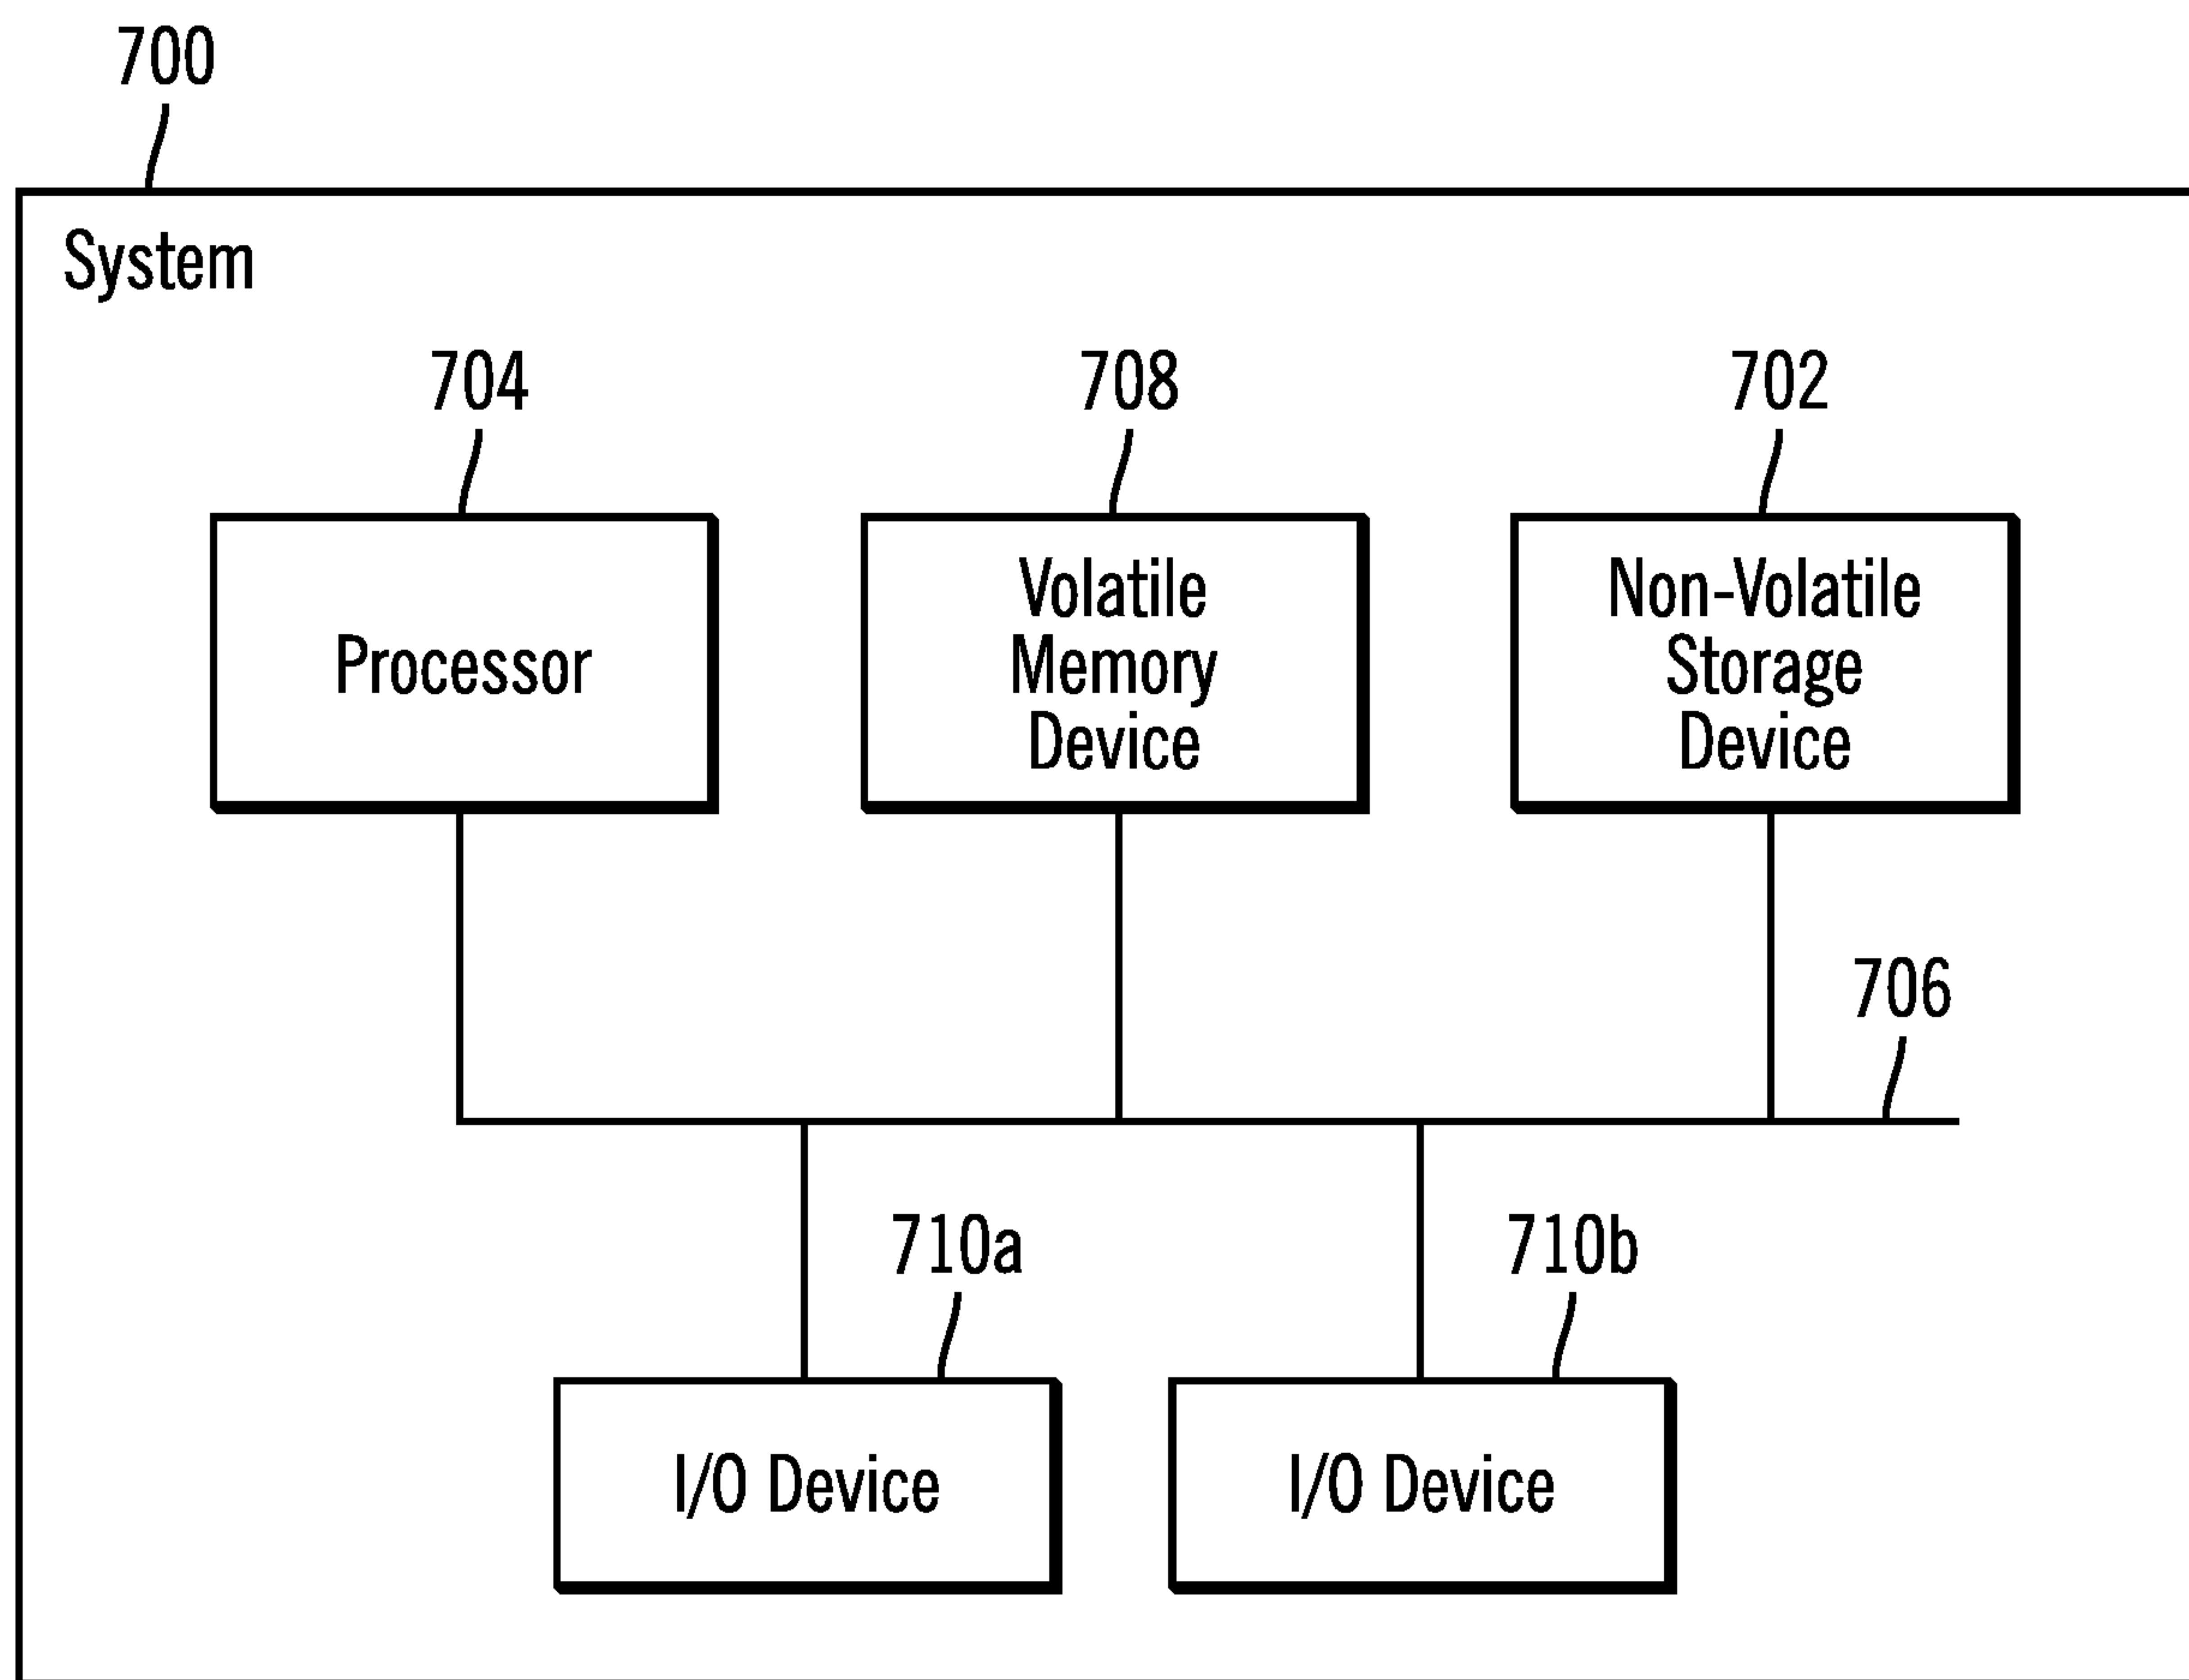 700
System
704
708
702
Processor
Volatile
Memory
Device
Non-Volatile
Storage
Device
706
710a
710b
I/O Device
I/O Device